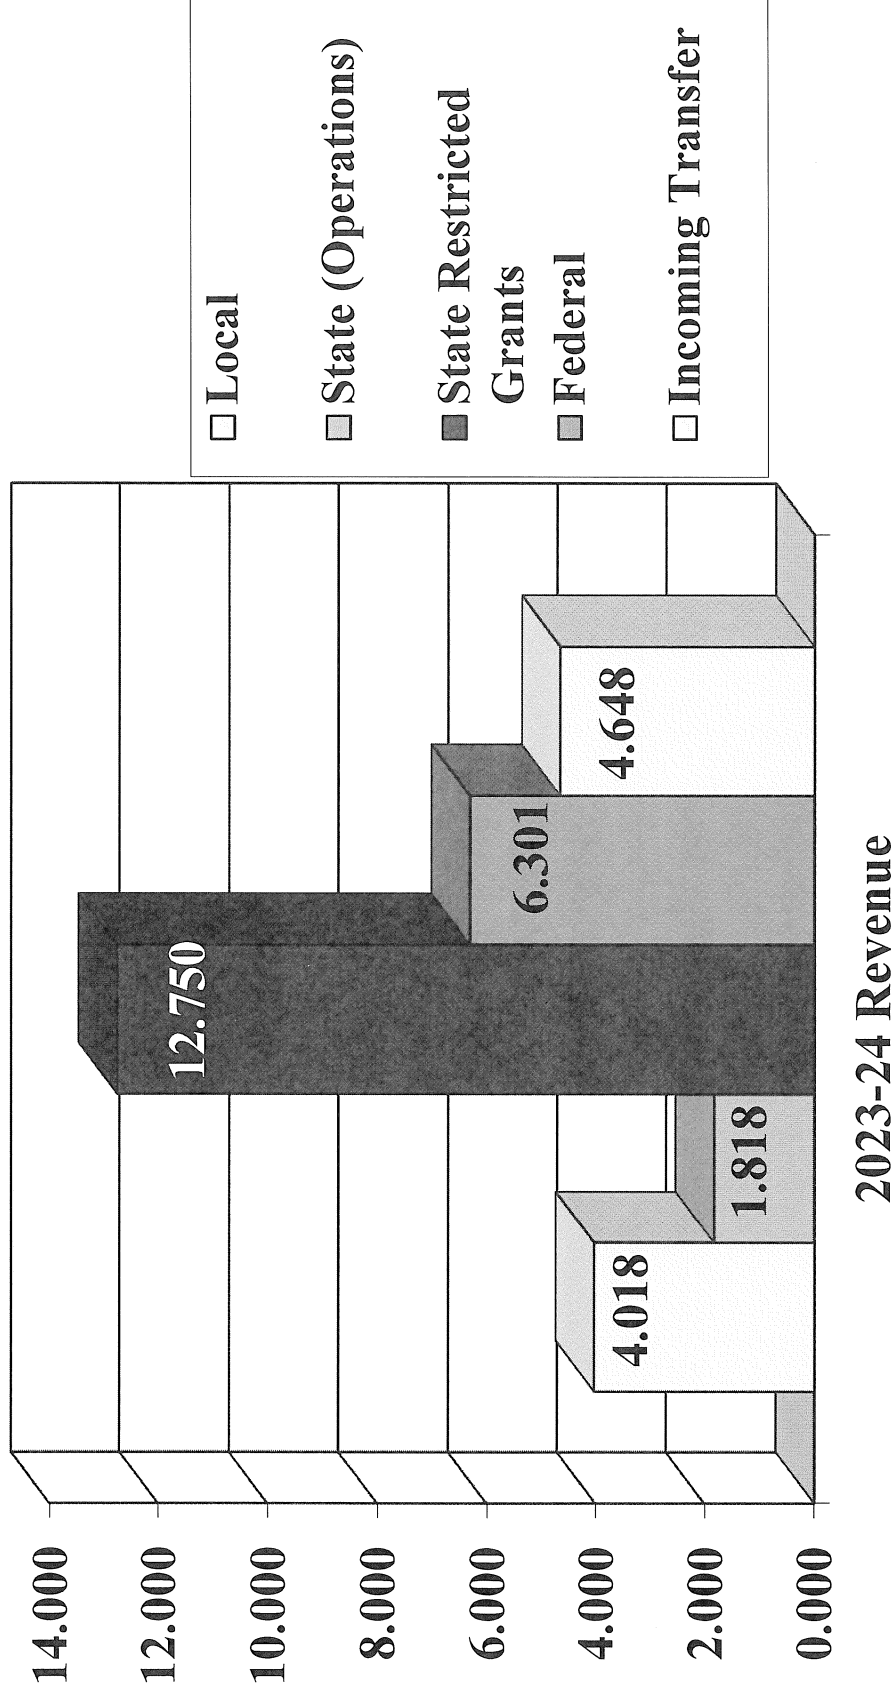 14.000
12.000
10.000
8.000
6.000
4.000
2.000
0.000
4.018
1.818
12.750
6.301
4.648
2023-24 Revenue
Local
State (Operations)
State Restricted
Grants
Federal
Incoming Transfer